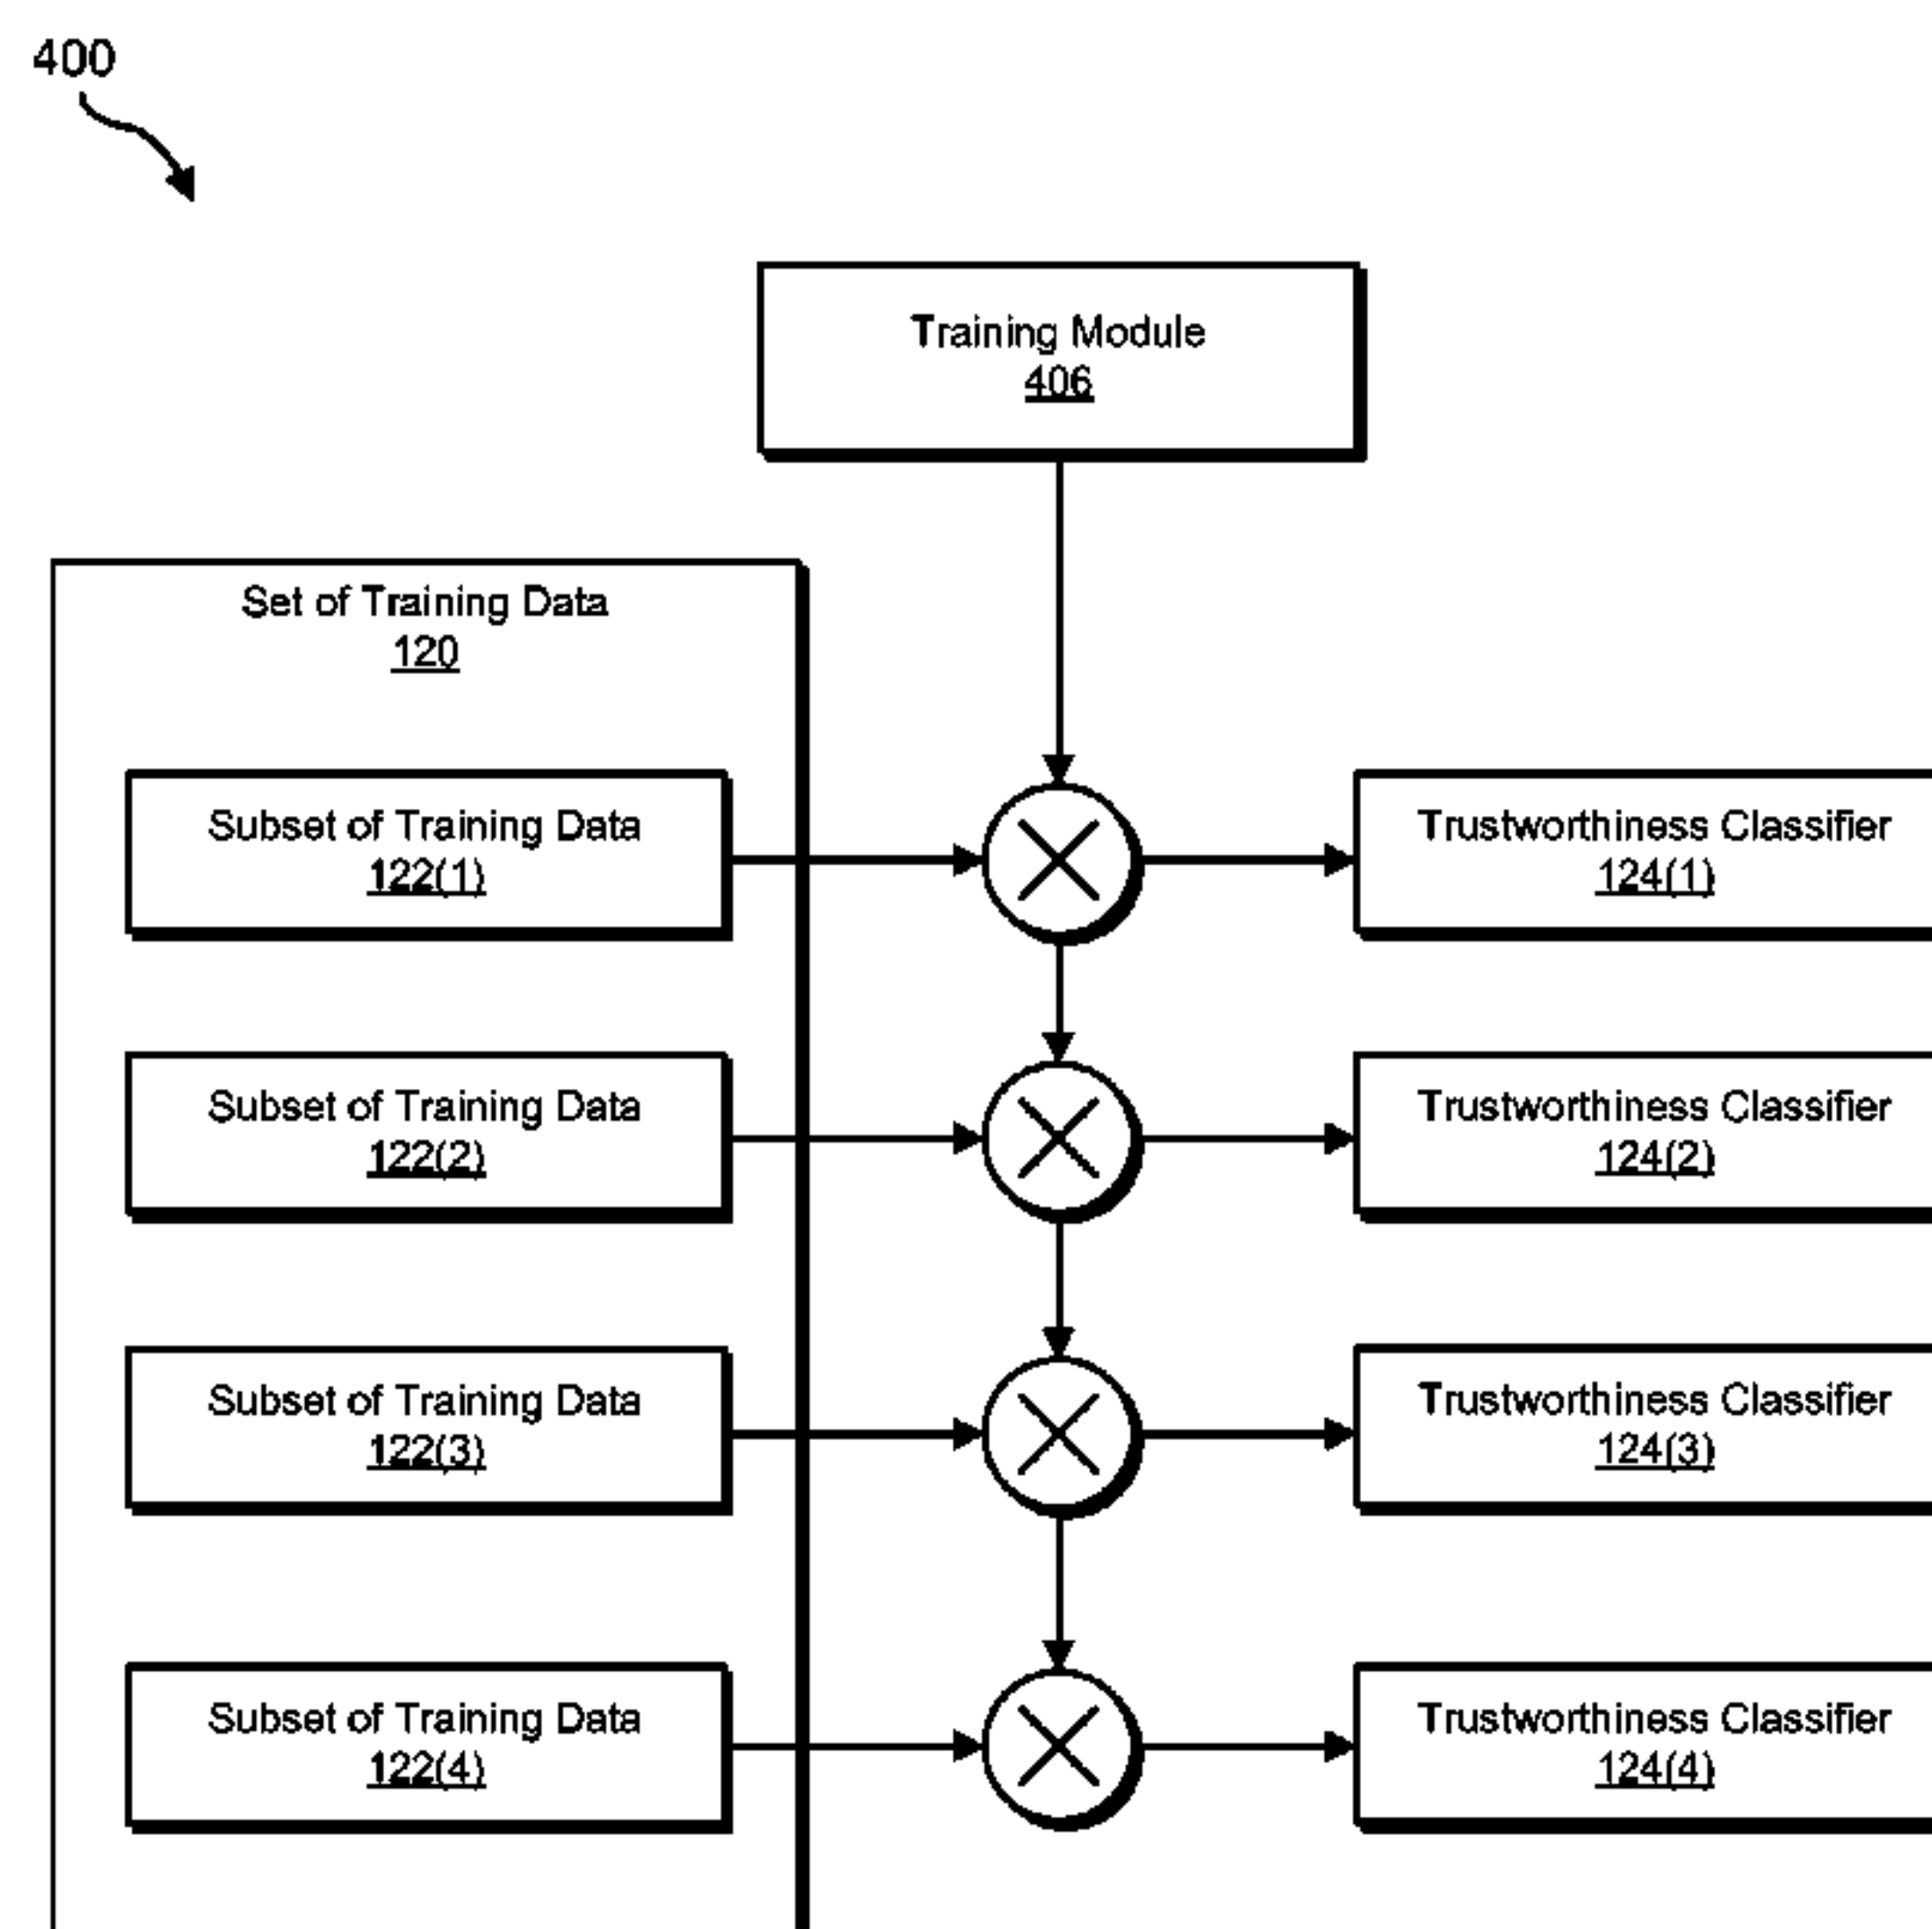 400
Training Module
406
Set of Training Data
120
Subset of Training Data
122(1)
Trustworthiness Classifier
124(1)
Subset of Training Data
122(2)
Trustworthiness Classifier
124(2)
Subset of Training Data
122(3)
Trustworthiness Classifier
124(3)
Subset of Training Data
122(4)
Trustworthiness Classifier
124(4)